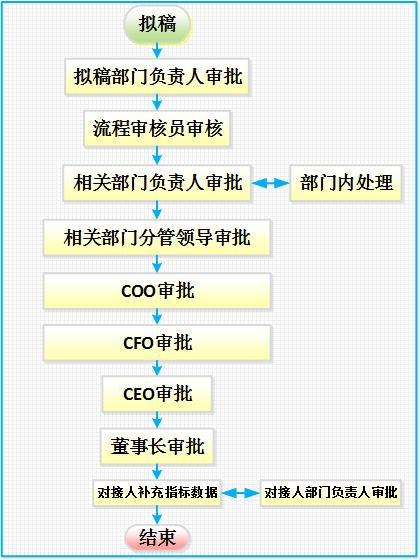 拟稿
拟稿部门负责人审批
流程审核员审核
相关部门负责人审批
部门内处理
相关部门分管领导审批
COO审批
CFO审批
CEO审批
董事长审批
对接人补充指标数据
对接人部门负责人审批
结束